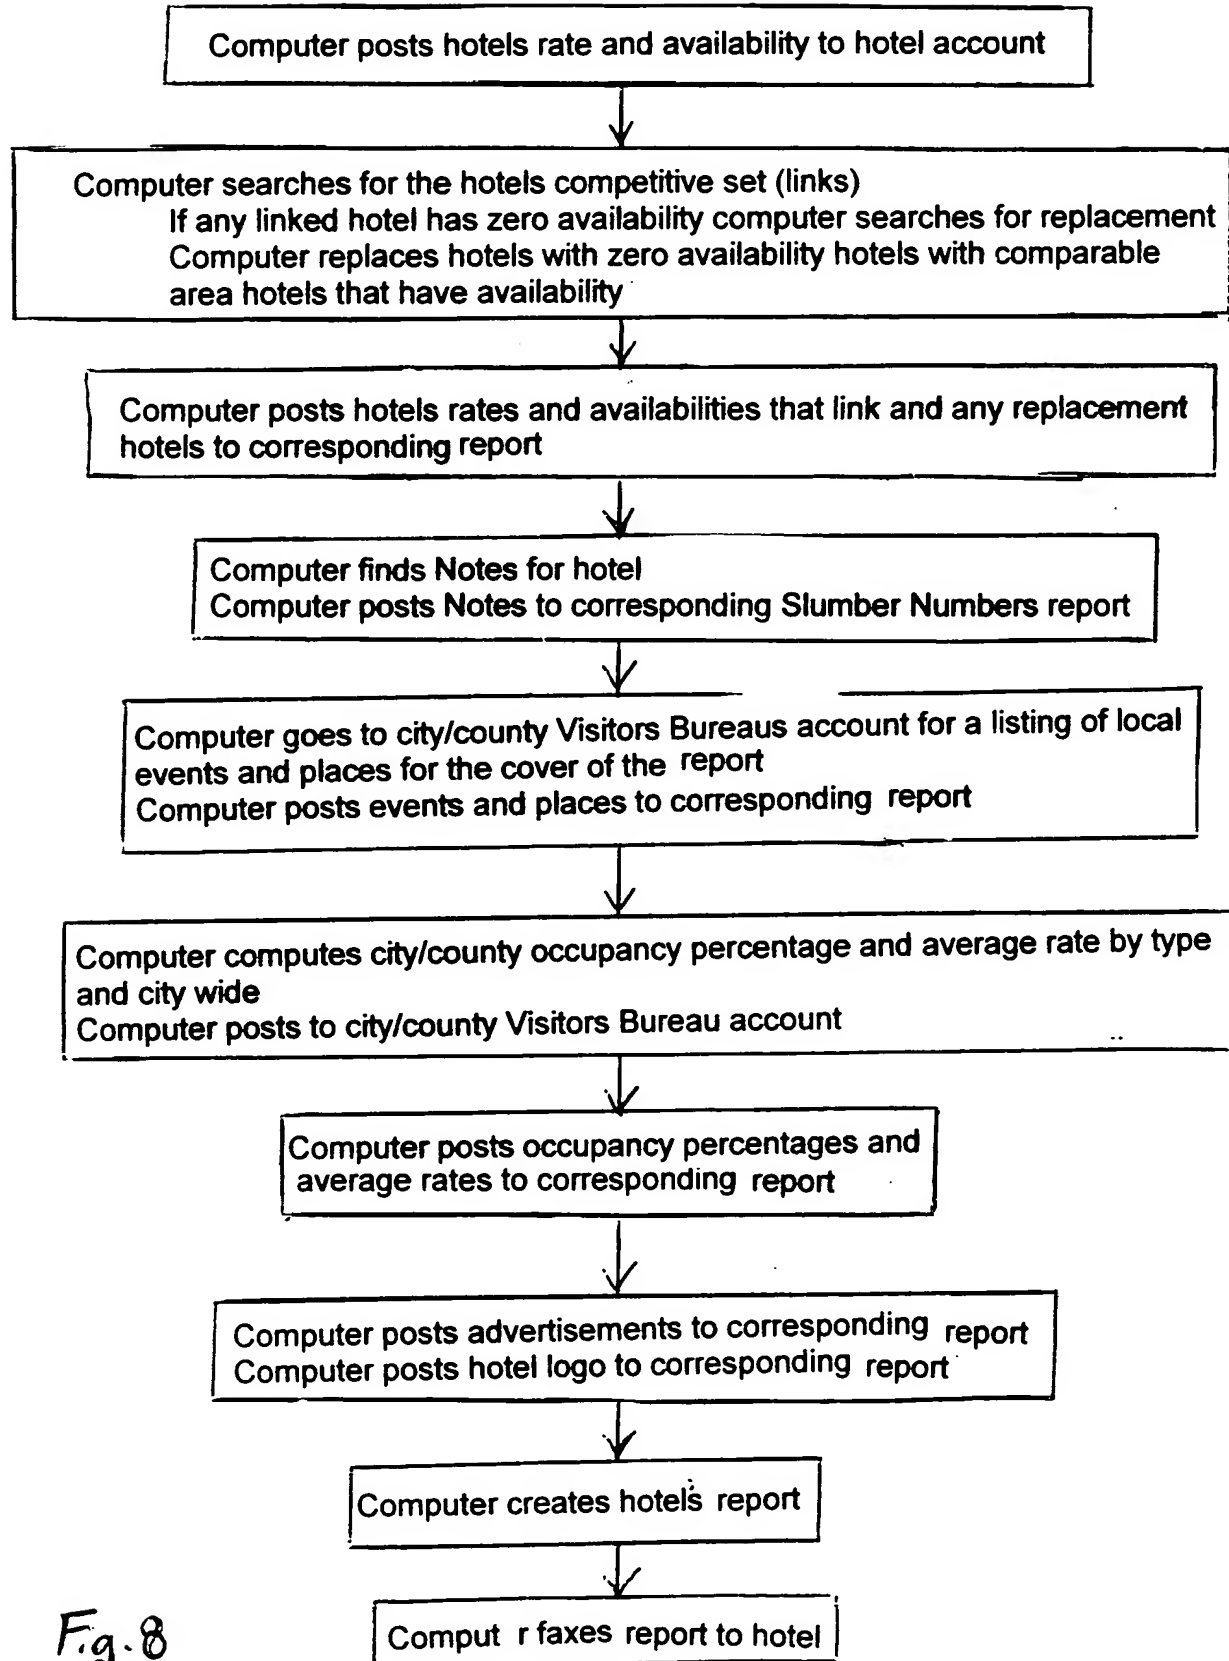 Computer posts hotels rate and availability to hotel account
Computer searches for the hotels competitive set (links)
If any linked hotel has zero availability computer searches for replacement
Computer replaces hotels with zero availability hotels with comparable
area hotels that have availability
Computer posts hotels rates and availabilities that link and any replacement
hotels to corresponding report
Computer finds Notes for hotel
Computer posts Notes to corresponding Slumber Numbers report
Computer goes to city/county Visitors Bureaus account for a listing of local
events and places for the cover of the report
Computer posts events and places to corresponding report
Computer computes city/county occupancy percentage and average rate by type
and city wide
Computer posts to city/county Visitors Bureau account
Computer posts occupancy percentages and
average rates to corresponding report
Computer posts advertisements to corresponding report
Computer posts hotel logo to corresponding report
Computer creates hotels report
Comput r faxes report to hotel
Fig. 8